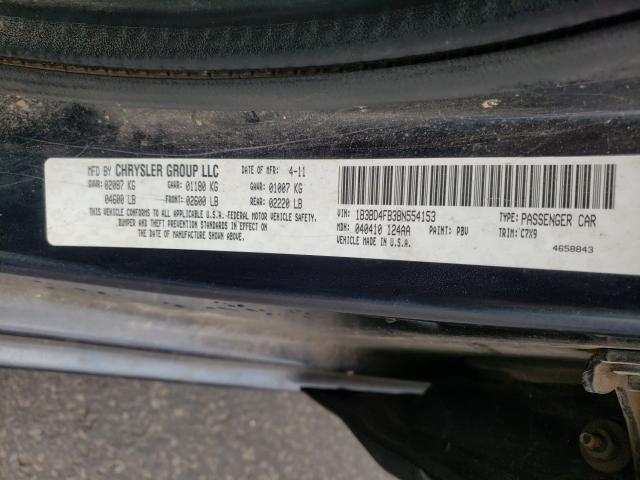 MFD BY CHRYSLER GROUP LLC DATE OF MFR: 4-11
GVWR: 02087 KG GAWR: 01180 KG GAWR: 01007 KG
04600 LB FRONT: 02600 LB REAR: 02220 LB
THIS VEHICLE CONFORMS TO ALL APPLICABLE U.S.A. FEDERAL MOTOR VEHICLE SAFETY,
BUMPER AND THEFT PREVENTION STANDARDS IN EFFECT ON
THE DATE OF MANUFACTURE SHOWN ABOVE.
VIN: 1B3BD4FB3BN554153 TYPE: PASSENGER CAR
MDH: 040410 124AA PAINT: PBV TRIM: C7X9
VEHICLE MADE IN U.S.A. 4658843